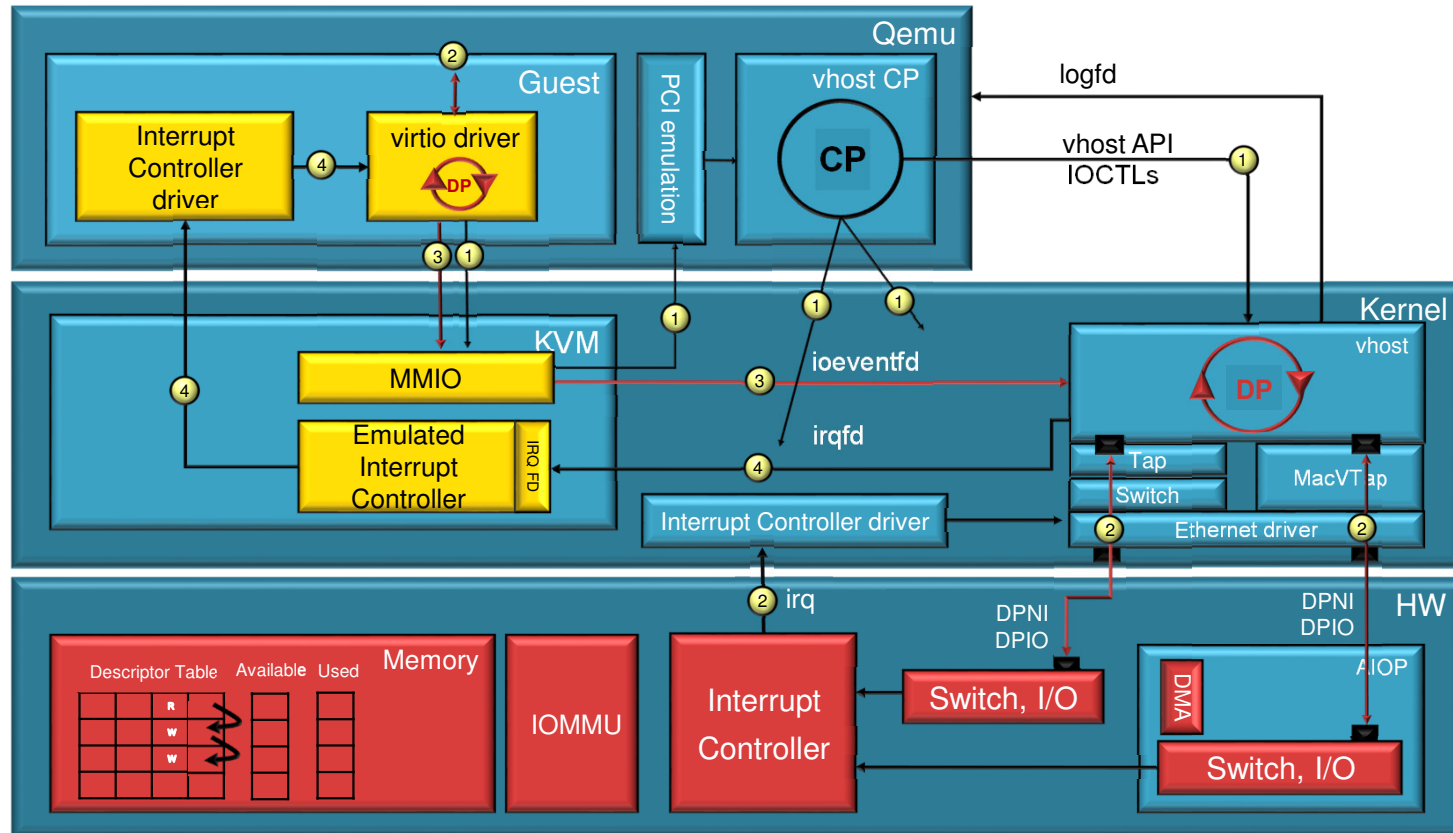 Qemu
Guest
2
Interrupt
Controller
driver
4
virtio driver
DP
3
1
PCI emulation
vhost CP
CP
logfd
vhost API
IOCTLs
1
1
1
1
Kernel
KVM
MMIO
ioeventfd
3
vhost
DP
4
Emulated
Interrupt
Controller
IRQ FD
irqfd
4
Tap
Switch
MacVTap
Interrupt Controller driver
2
Ethernet driver
2
2
irq
HW
DPNI
DPIO
DPNI
DPIO
Memory
Descriptor Table
Available
Used
R
W
W
IOMMU
Interrupt
Controller
Switch, I/O
AIOP
DMA
Switch, I/O